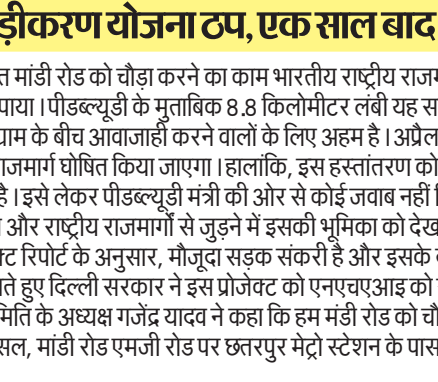 ड़ीकरण योजना ठप, एक साल बाद
त मांडी रोड को चौड़ा करने का काम भारतीय राष्ट्रीय राजम
पाया । पीडब्ल्यूडी के मुताबिक 8.8 किलोमीटर लंबी यह स
ग्राम के बीच आवाजाही करने वालों के लिए अहम है । अप्रैल
ाजमार्ग घोषित किया जाएगा । हालांकि, इस हस्तांतरण को
है । इसे लेकर पीडब्ल्यूडी मंत्री की ओर से कोई जवाब नहीं
और राष्ट्रीय राजमार्गों से जुड़ने में इसकी भूमिका को देख
क्ट रिपोर्ट के अनुसार, मौजूदा सड़क संकरी है और इसके
ते हुए दिल्ली सरकार ने इस प्रोजेक्ट को एनएचएआइ को
मिति के अध्यक्ष गजेंद्र यादव ने कहा कि हम मंडी रोड को चौ
सल, मांडी रोड एमजी रोड पर छतरपुर मेट्रो स्टेशन के पास